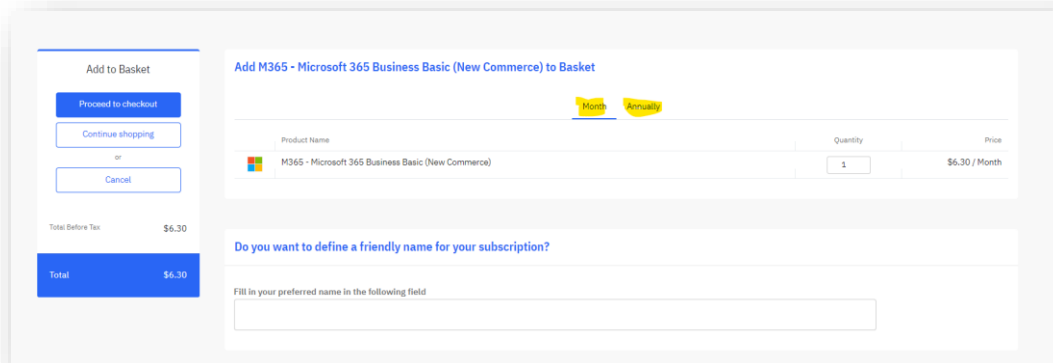 Add to Basket
Proceed to checkout
Continue shopping
or
Cancel
Total Before Tax $6.30
Total $6.30
Add M365 - Microsoft 365 Business Basic (New Commerce) to Basket
Month Annually
Product Name Quantity Price
M365 - Microsoft 365 Business Basic (New Commerce) 1 $6.30 / Month
Do you want to define a friendly name for your subscription?
Fill in your preferred name in the following field